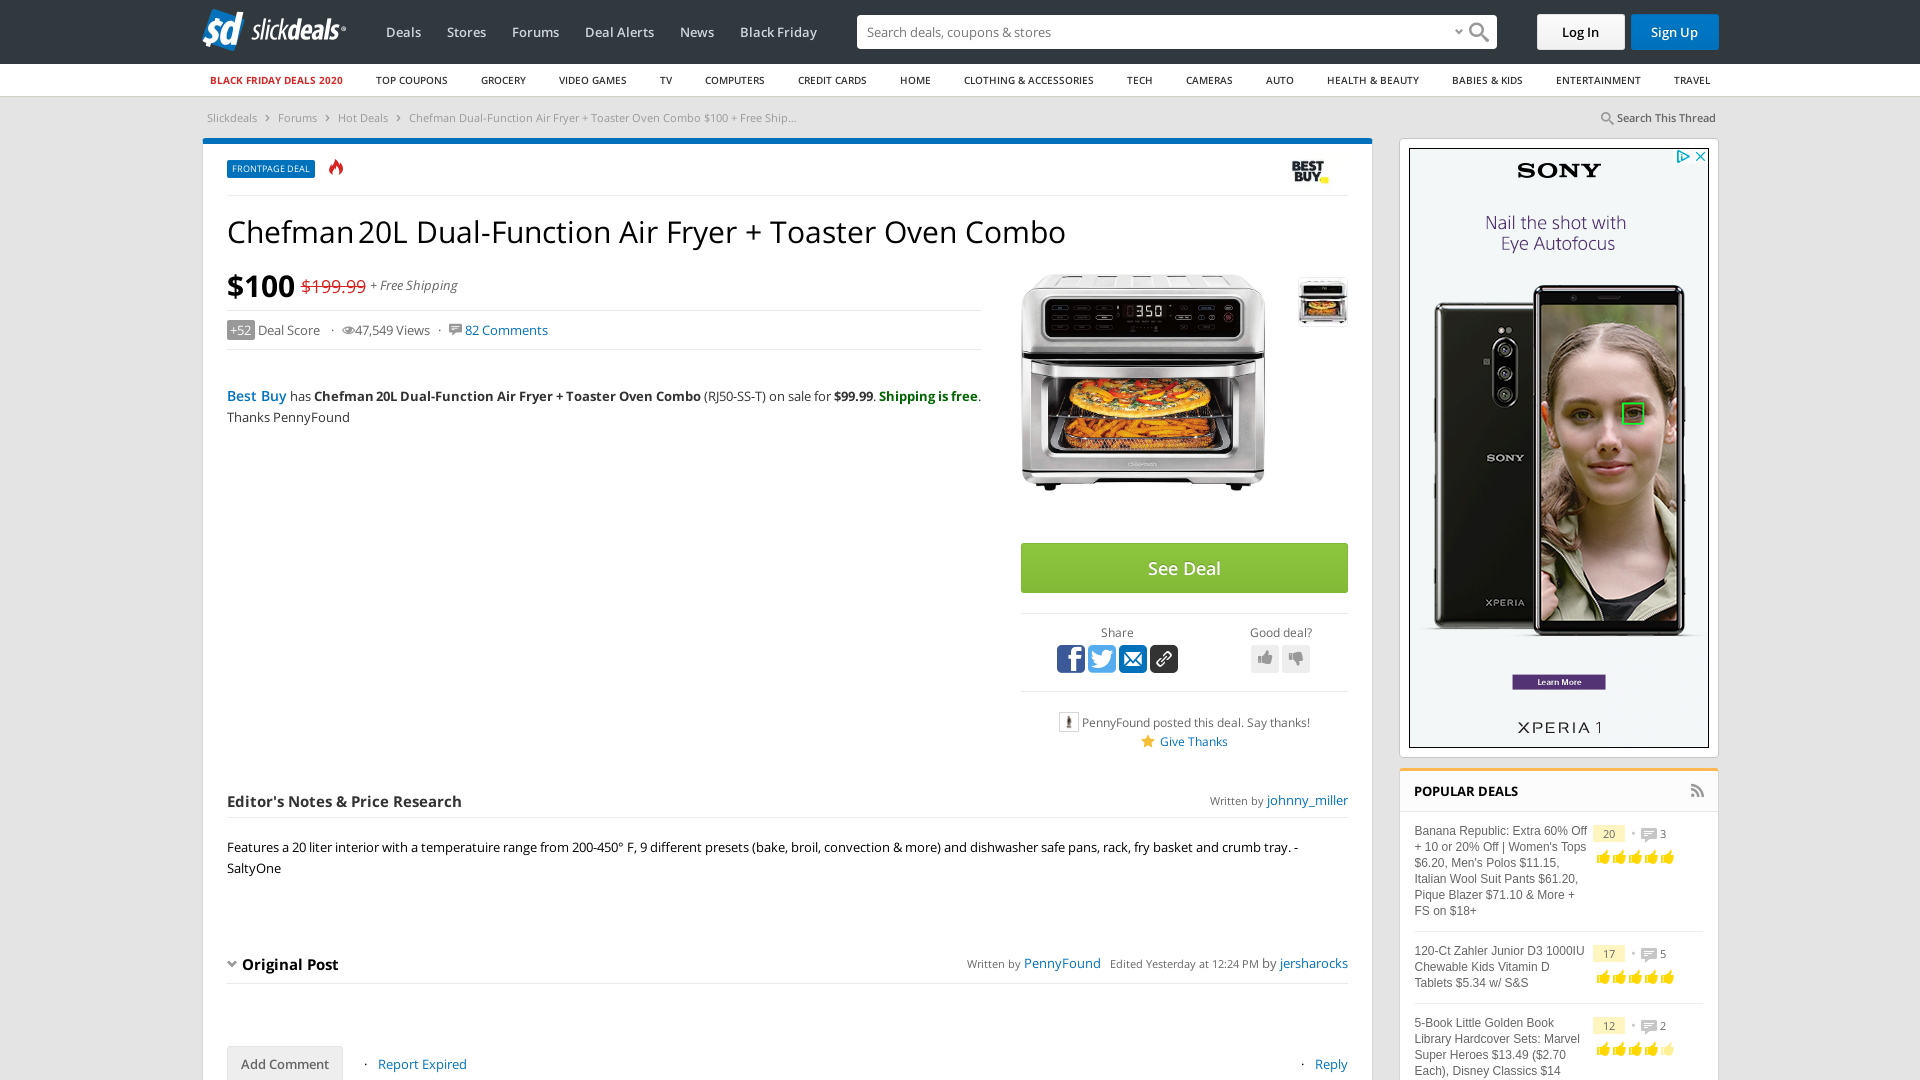 sd slickdeals
Deals
Stores
Forums
Deal Alerts
News
Black Friday
Search deals, coupons & stores
Log In
Sign Up
BLACK FRIDAY DEALS 2020
TOP COUPONS
GROCERY
VIDEO GAMES
TV
COMPUTERS
CREDIT CARDS
HOME
CLOTHING & ACCESSORIES
TECH
CAMERAS
AUTO
HEALTH & BEAUTY
BABIES & KIDS
ENTERTAINMENT
TRAVEL
Slickdeals › Forums › Hot Deals › Chefman Dual-Function Air Fryer + Toaster Oven Combo $100 + Free Ship...
Search This Thread
FRONTPAGE DEAL
BEST
BUY
Chefman 20L Dual-Function Air Fryer + Toaster Oven Combo
$100 $199.99 + Free Shipping
+52 Deal Score · 47,549 Views · 82 Comments
Best Buy has Chefman 20L Dual-Function Air Fryer + Toaster Oven Combo (RJ50-SS-T) on sale for $99.99. Shipping is free.
Thanks PennyFound
350
chefman
See Deal
Share
Good deal?
PennyFound posted this deal. Say thanks!
Give Thanks
Editor's Notes & Price Research
Written by johnny_miller
Features a 20 liter interior with a temperatuire range from 200-450° F, 9 different presets (bake, broil, convection & more) and dishwasher safe pans, rack, fry basket and crumb tray. -
SaltyOne
Original Post
Written by PennyFound Edited Yesterday at 12:24 PM by jersharocks
Add Comment
· Report Expired
· Reply
SONY
Nail the shot with
Eye Autofocus
SONY
XPERIA
Learn More
XPERIA 1
POPULAR DEALS
Banana Republic: Extra 60% Off
+ 10 or 20% Off | Women's Tops
$6.20, Men's Polos $11.15,
Italian Wool Suit Pants $61.20,
Pique Blazer $71.10 & More +
FS on $18+
20 • 3
120-Ct Zahler Junior D3 1000IU
Chewable Kids Vitamin D
Tablets $5.34 w/ S&S
17 • 5
5-Book Little Golden Book
Library Hardcover Sets: Marvel
Super Heroes $13.49 ($2.70
Each), Disney Classics $14
12 • 2